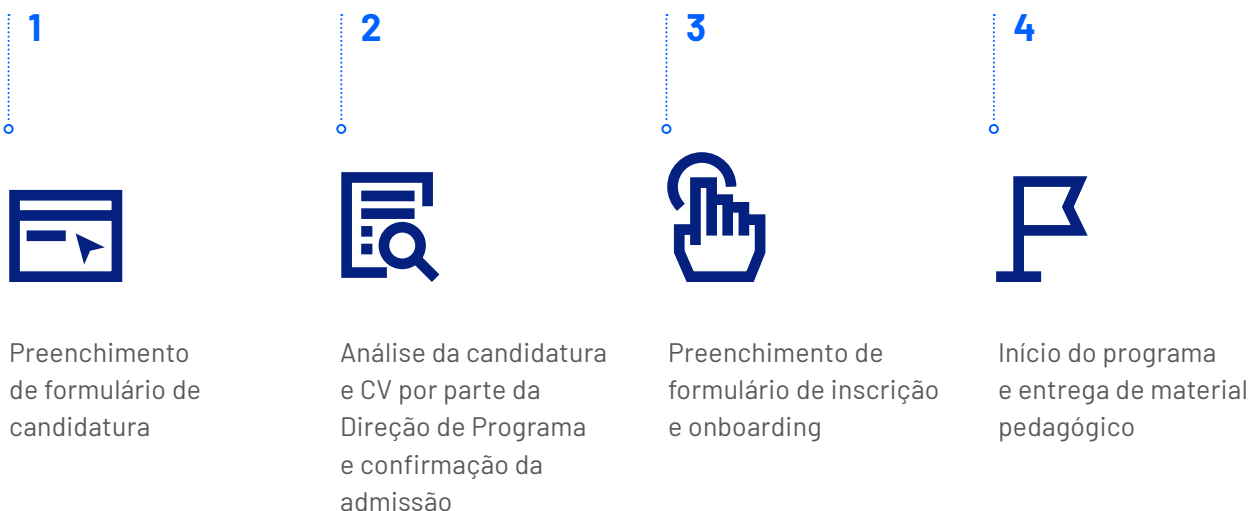 1
Preenchimento
de formulário de
candidatura
2
Análise da candidatura
e CV por parte da
Direção de Programa
e confirmação da
admissão
3
Preenchimento de
formulário de inscrição
e onboarding
4
Início do programa
e entrega de material
pedagógico